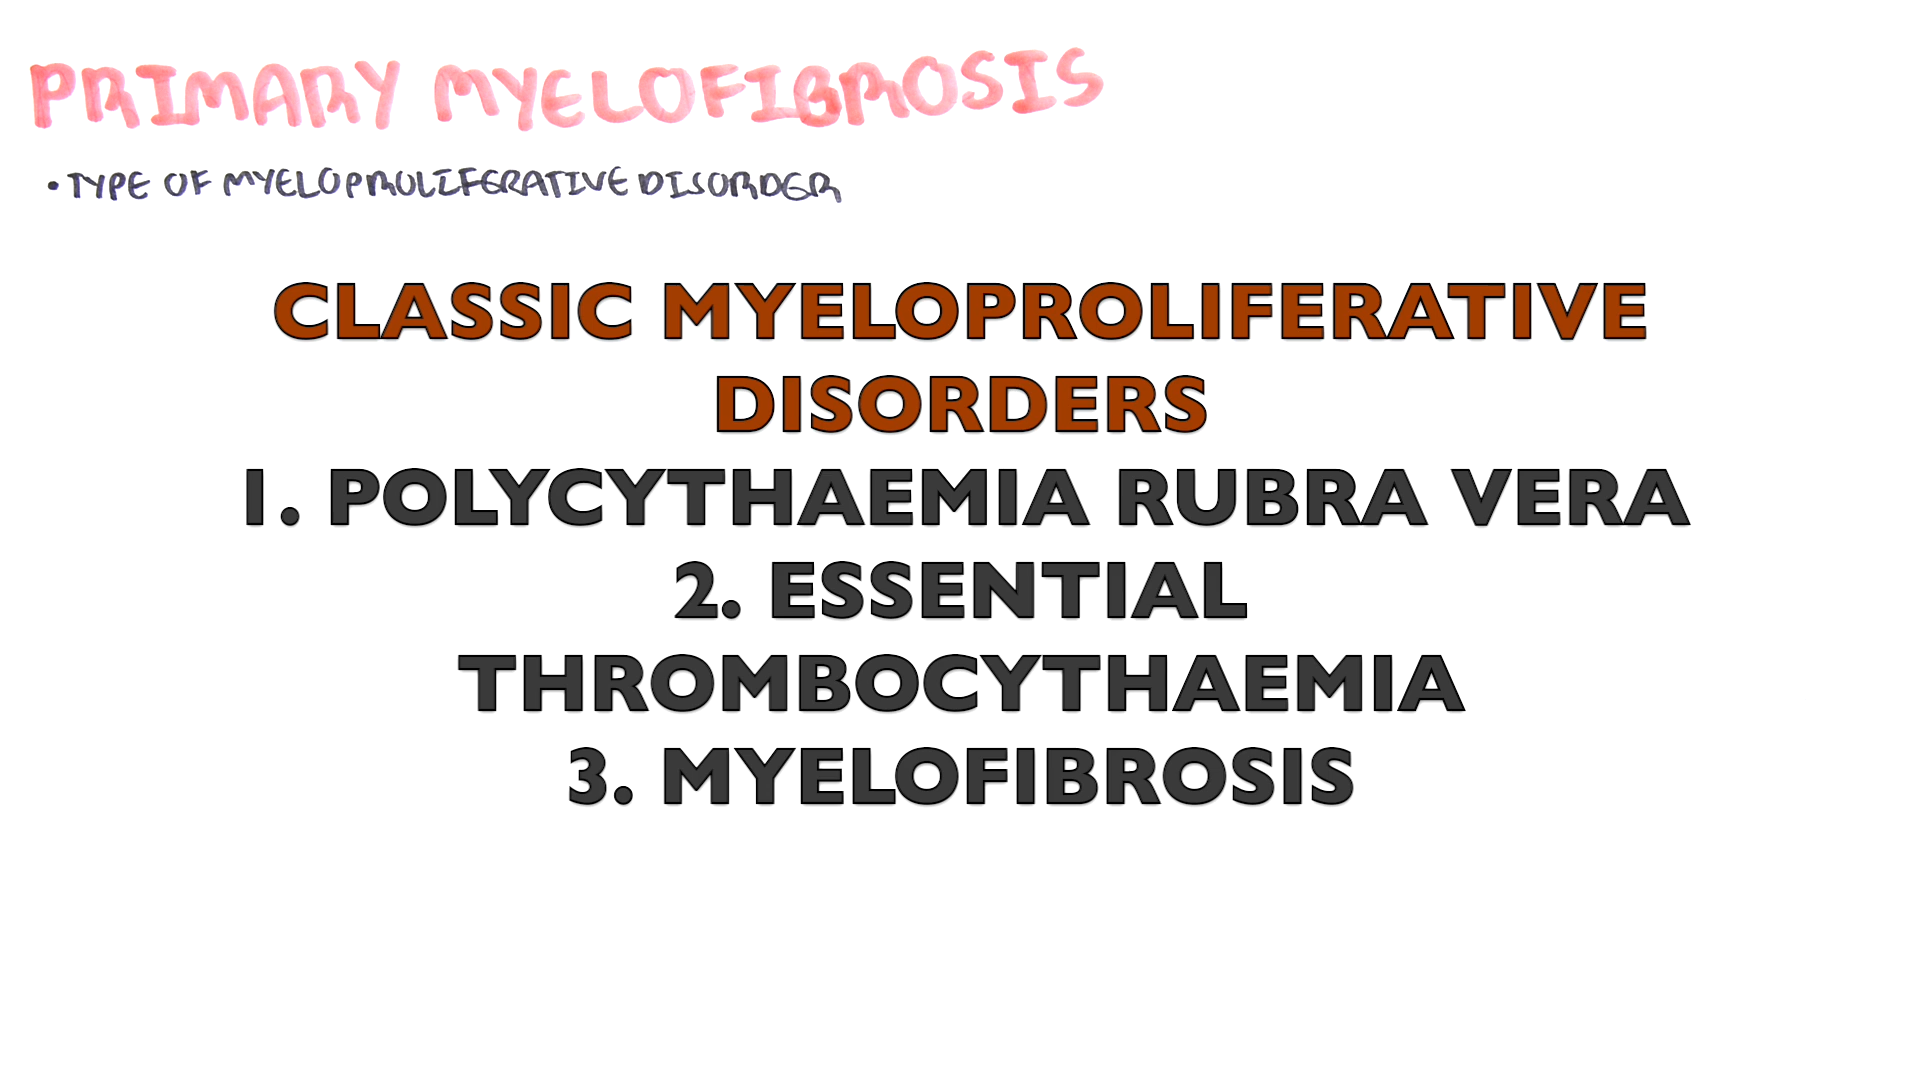 PRIMARY MYELOFIBROSIS
• TYPE OF MYELOPROLIFERATIVE DISORDER
CLASSIC MYELOPROLIFERATIVE
DISORDERS
1. POLYCYTHAEMIA RUBRA VERA
2. ESSENTIAL
THROMBOCYTHAEMIA
3. MYELOFIBROSIS